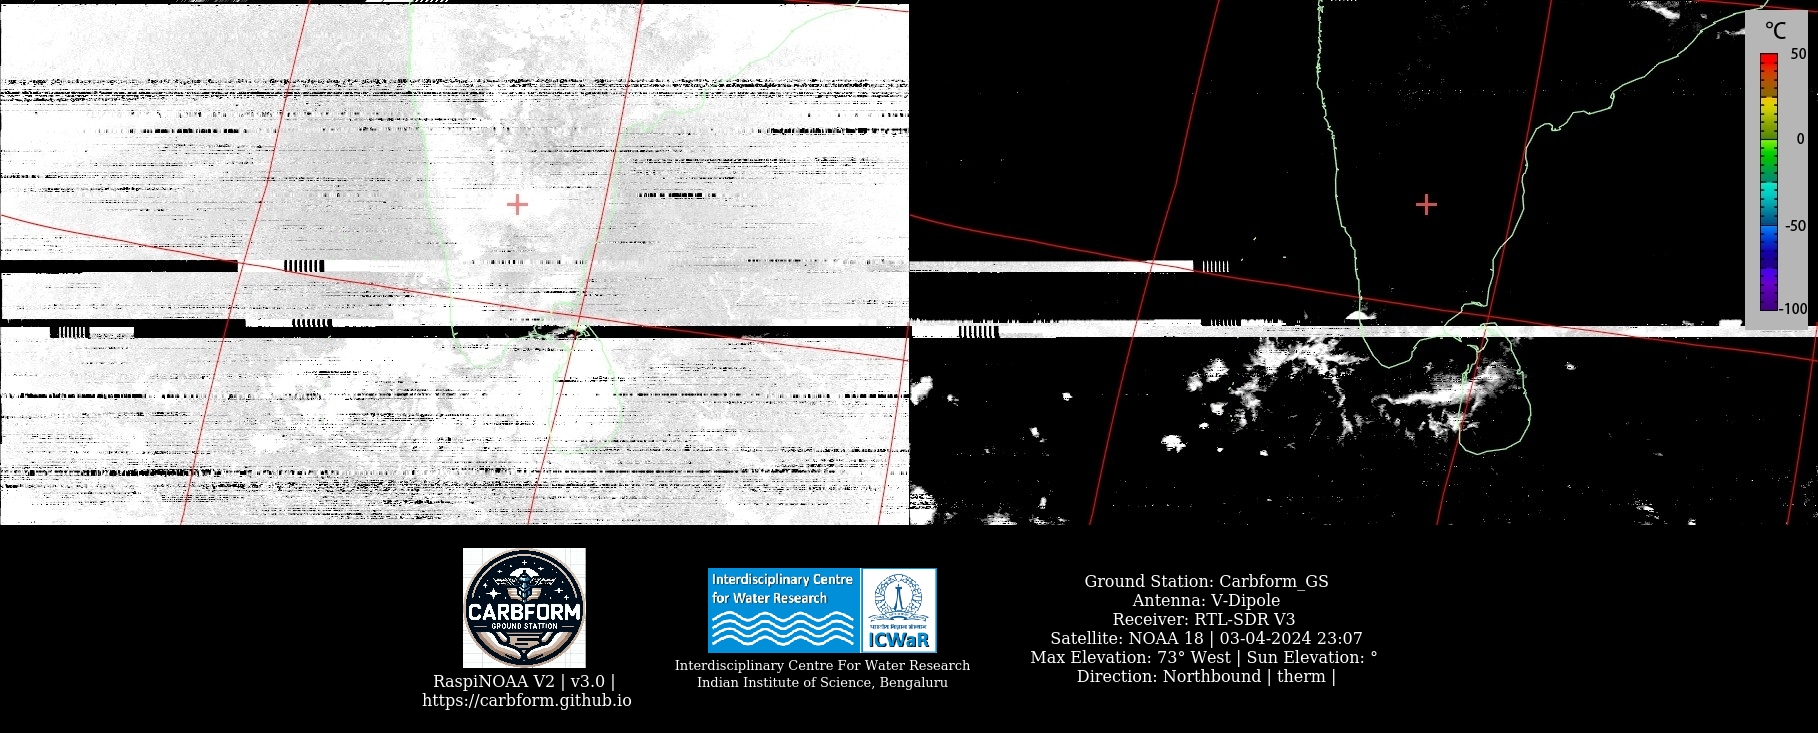 °C
50
0
-50
-100
CARBFORM
GROUND STATTION
Interdisciplinary Centre
for Water Research
ICWaR
Interdisciplinary Centre For Water Research
Indian Institute of Science, Bengaluru
RaspiNOAA V2 | v3.0 |
https://carbform.github.io
Ground Station: Carbform_GS
Antenna: V-Dipole
Receiver: RTL-SDR V3
Satellite: NOAA 18 | 03-04-2024 23:07
Max Elevation: 73° West | Sun Elevation: °
Direction: Northbound | therm |